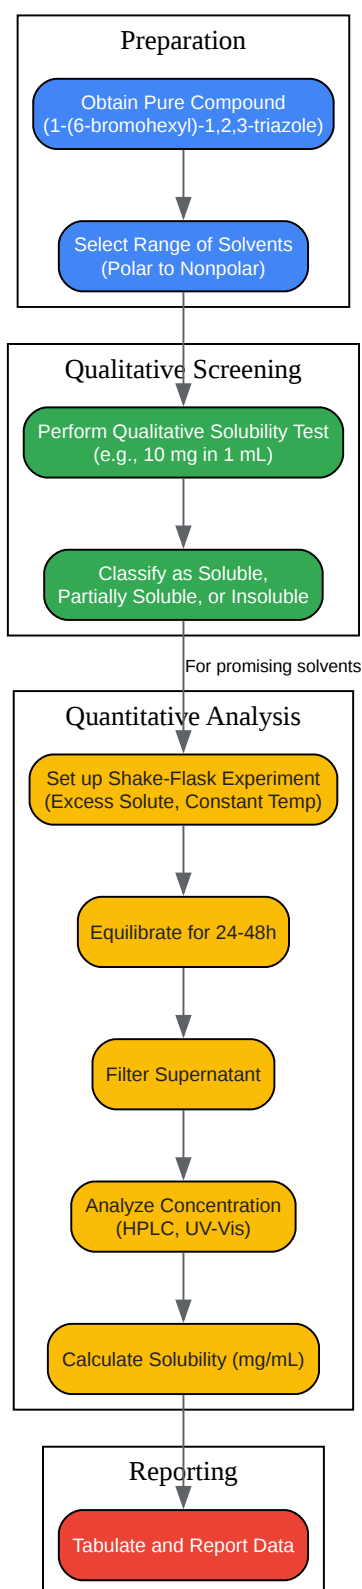 Preparation
Obtain Pure Compound
(1-(6-bromohexyl)-1,2,3-triazole)
Select Range of Solvents
(Polar to Nonpolar)
Qualitative Screening
Perform Qualitative Solubility Test
(e.g., 10 mg in 1 mL)
Classify as Soluble,
Partially Soluble, or Insoluble
For promising solvents
Quantitative Analysis
Set up Shake-Flask Experiment
(Excess Solute, Constant Temp)
Equilibrate for 24-48h
Filter Supernatant
Analyze Concentration
(HPLC, UV-Vis)
Calculate Solubility (mg/mL)
Reporting
Tabulate and Report Data